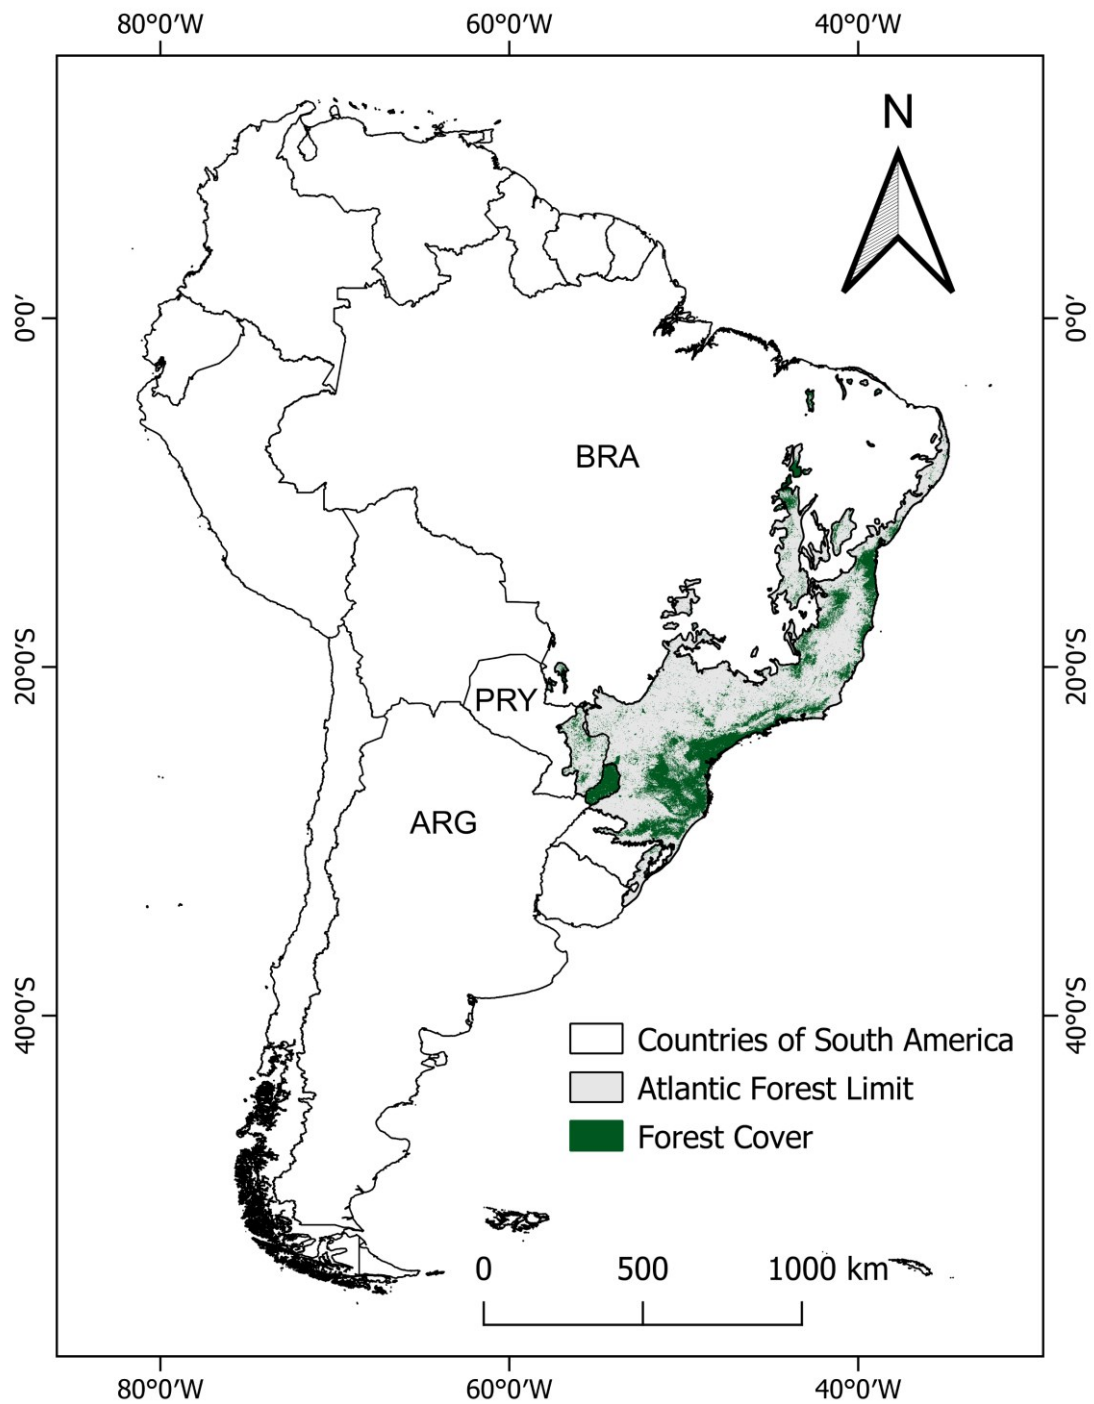 80°0′W 60°0′W 40°0′W
N
0°0′ 0°0′
BRA
20°0′S 20°0′S
PRY
ARG
40°0′S 40°0′S
Countries of South America
Atlantic Forest Limit
Forest Cover
0 500 1000 km
80°0′W 60°0′W 40°0′W